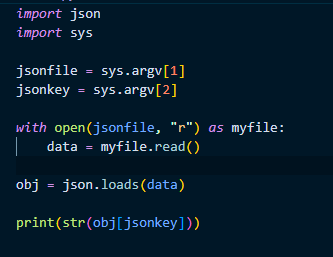 import json
import sys
jsonfile = sys.argv[1]
jsonkey = sys.argv[2]
with open(jsonfile, "r") as myfile:
    data = myfile.read()
obj = json.loads(data)
print(str(obj[jsonkey]))